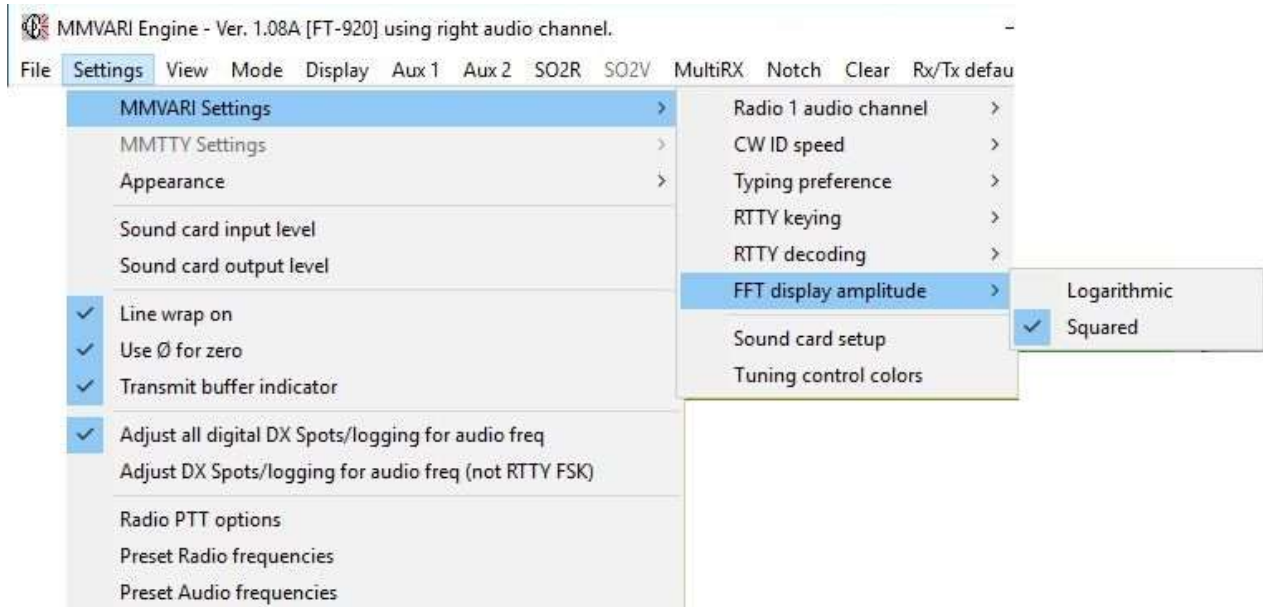 MMVARI Engine - Ver. 1.08A [FT-920] using right audio channel.
File Settings View Mode Display Aux 1 Aux 2 SO2R SO2V MultiRX Notch Clear Rx/Tx defau
MMVARI Settings
MMTTY Settings
Appearance
Sound card input level
Sound card output level
Line wrap on
Use Ø for zero
Transmit buffer indicator
Adjust all digital DX Spots/logging for audio freq
Adjust DX Spots/logging for audio freq (not RTTY FSK)
Radio PTT options
Preset Radio frequencies
Preset Audio frequencies
Radio 1 audio channel
CW ID speed
Typing preference
RTTY keying
RTTY decoding
FFT display amplitude
Sound card setup
Tuning control colors
Logarithmic
Squared